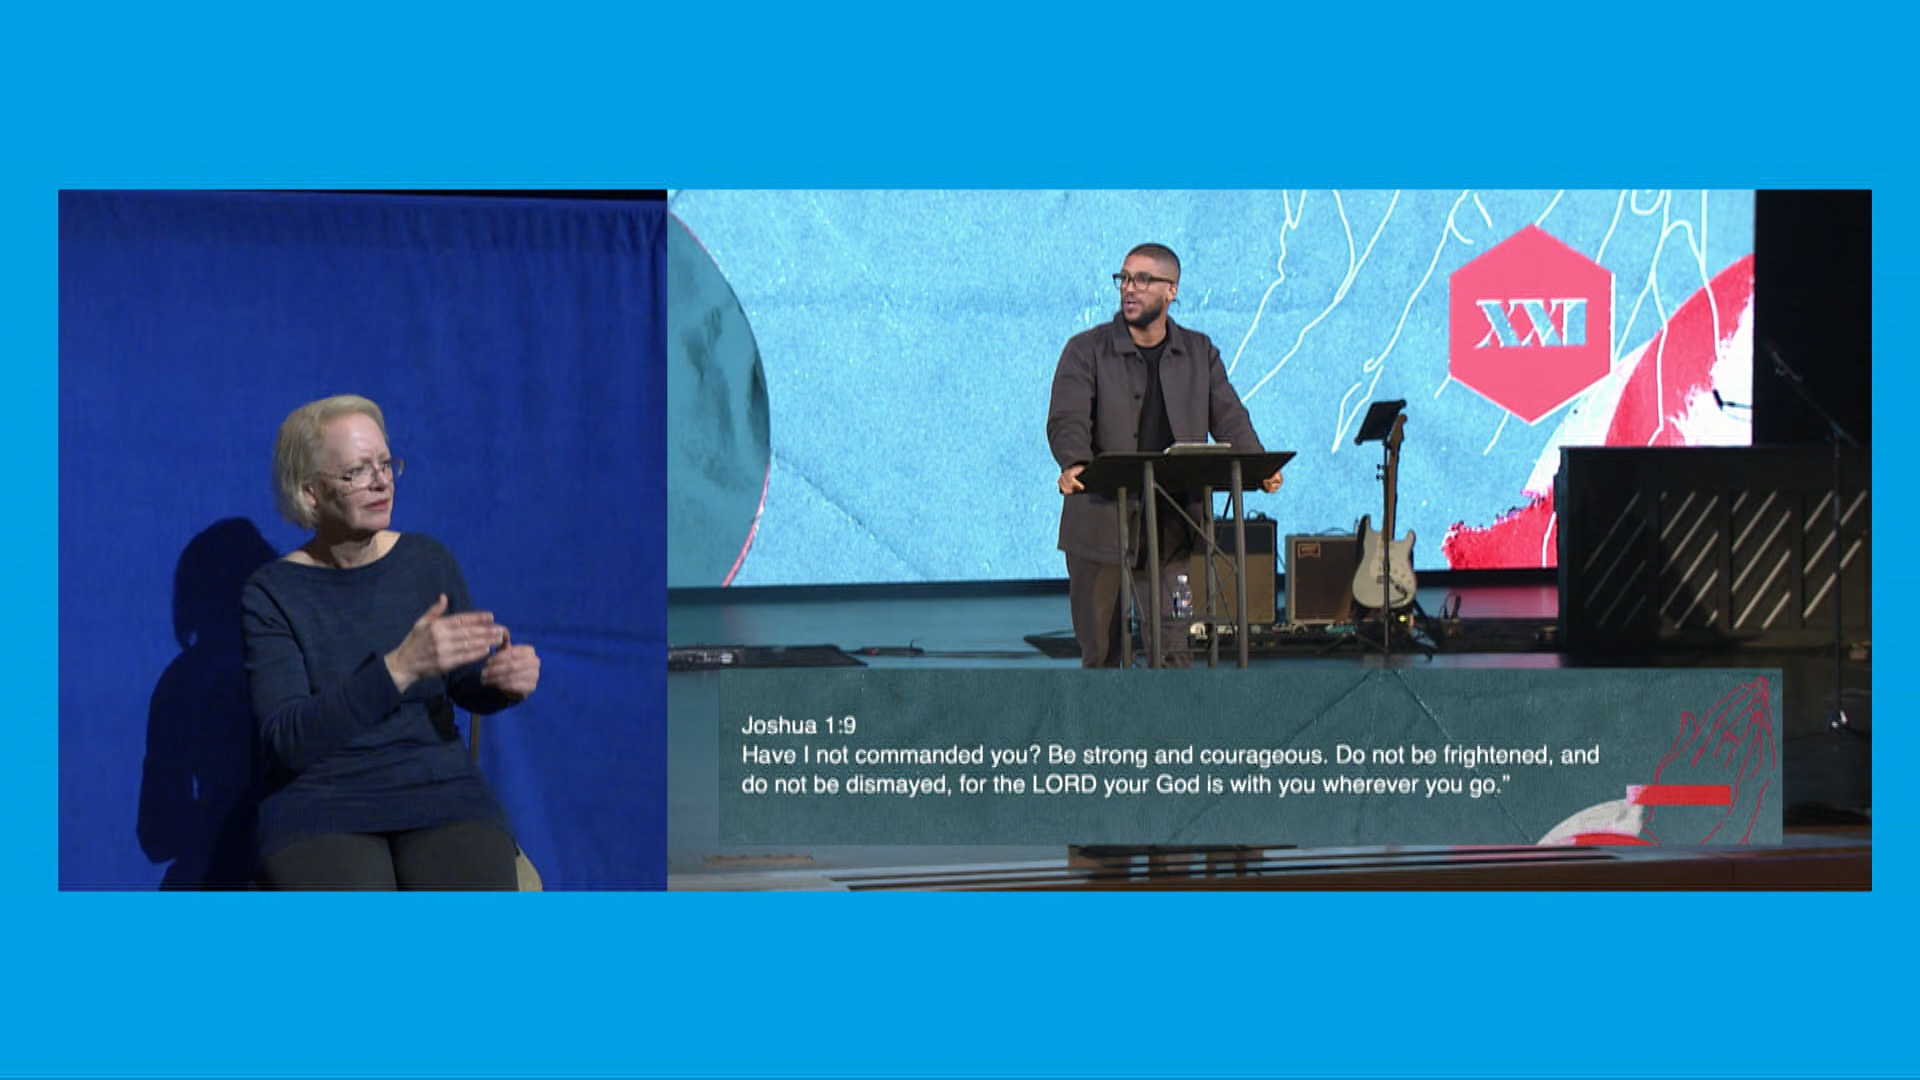 XXI
Joshua 1:9
Have I not commanded you? Be strong and courageous. Do not be frightened, and
do not be dismayed, for the LORD your God is with you wherever you go.”